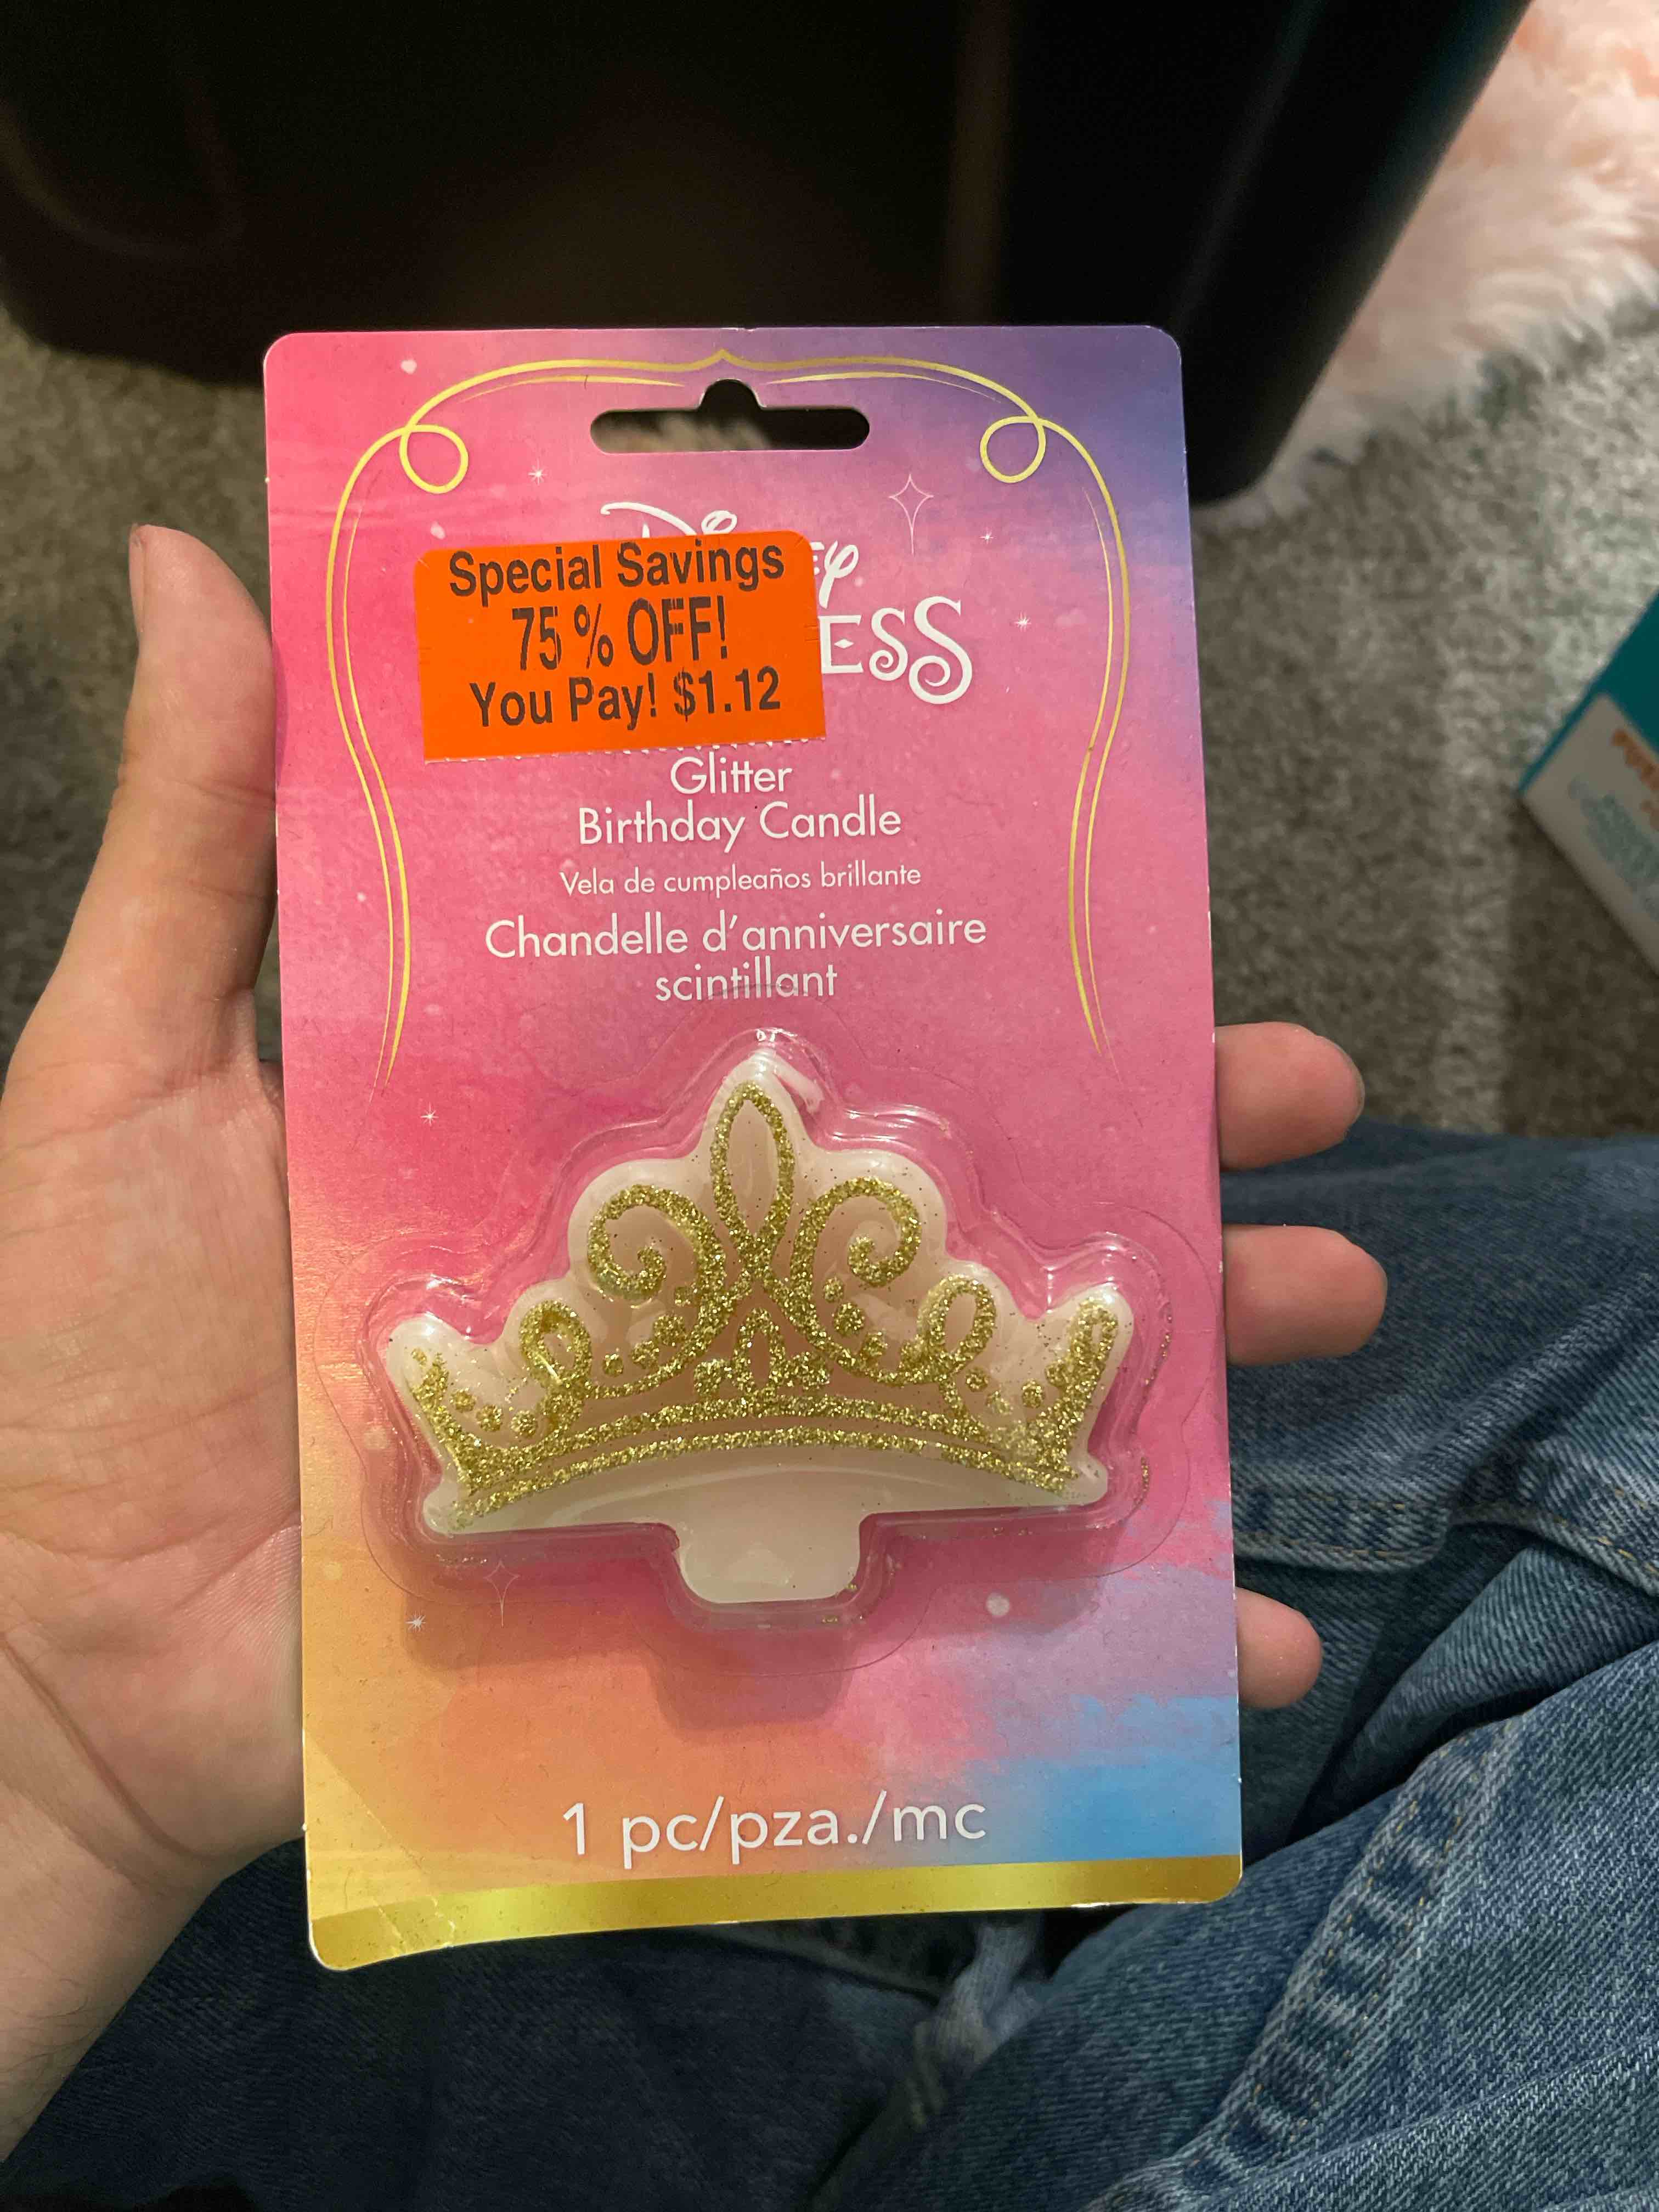 Special Savings
75 % OFF!
You Pay! $1.12
Glitter
Birthday Candle
Vela de cumpleaños brillante
Chandelle d'anniversaire
scintillant
1 pc/pza./mc